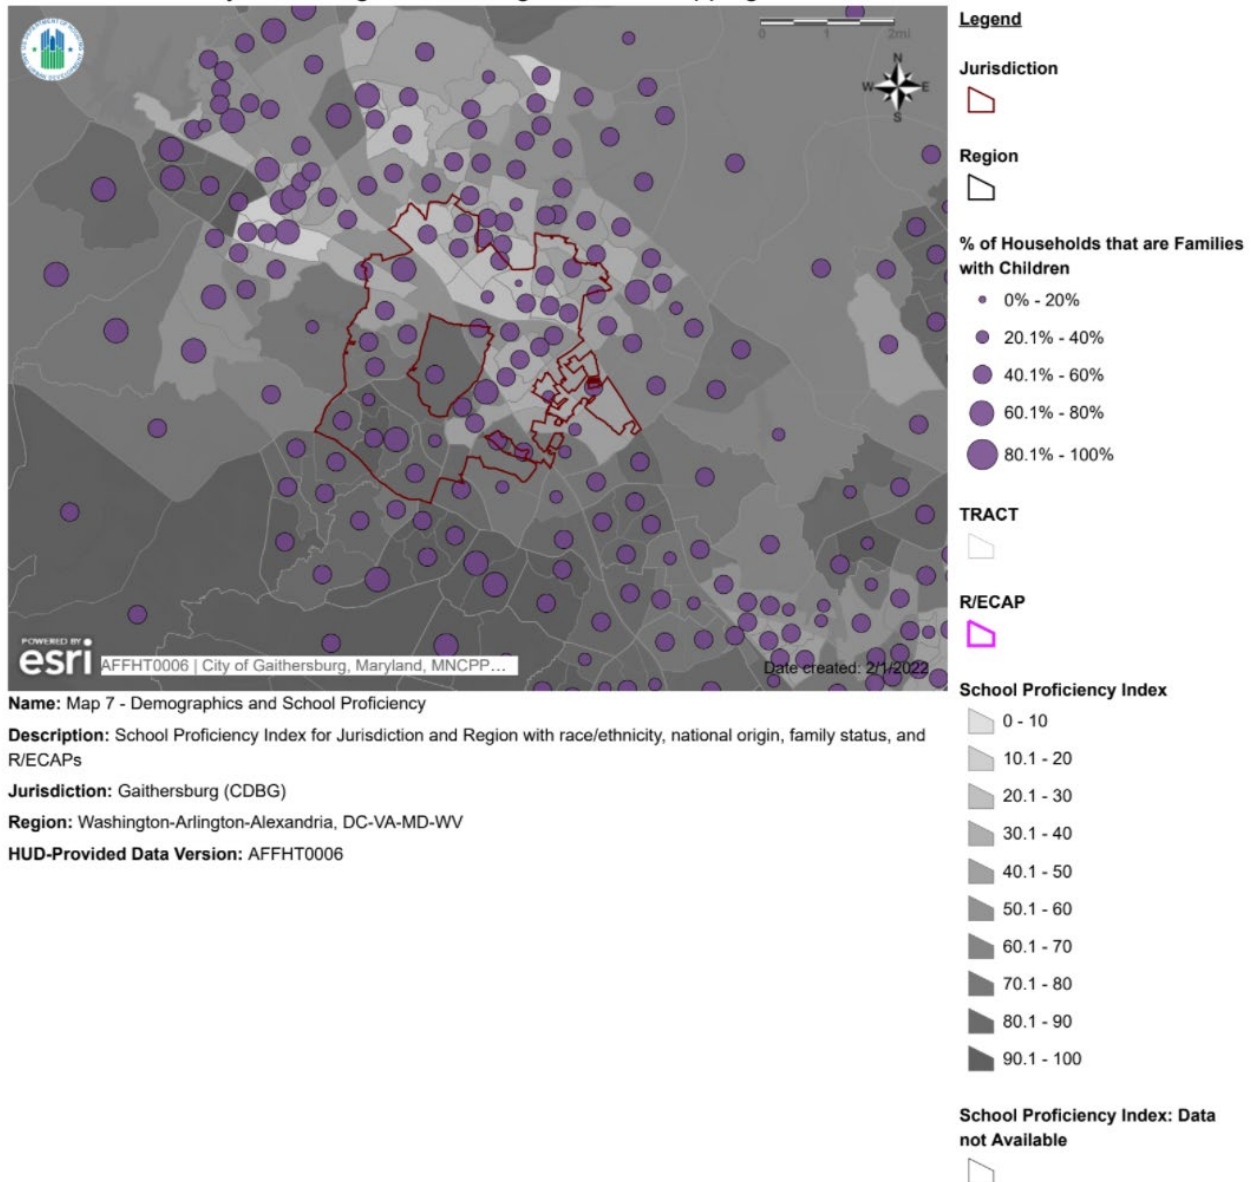 0 1 2mi
N
W E
S
POWERED BY
esri
AFFHT0006 | City of Gaithersburg, Maryland, MNCPP...
Date created: 2/1/2022
Name: Map 7 - Demographics and School Proficiency
Description: School Proficiency Index for Jurisdiction and Region with race/ethnicity, national origin, family status, and
R/ECAPs
Jurisdiction: Gaithersburg (CDBG)
Region: Washington-Arlington-Alexandria, DC-VA-MD-WV
HUD-Provided Data Version: AFFHT0006
Legend
Jurisdiction
Region
% of Households that are Families
with Children
0% - 20%
20.1% - 40%
40.1% - 60%
60.1% - 80%
80.1% - 100%
TRACT
R/ECAP
School Proficiency Index
0 - 10
10.1 - 20
20.1 - 30
30.1 - 40
40.1 - 50
50.1 - 60
60.1 - 70
70.1 - 80
80.1 - 90
90.1 - 100
School Proficiency Index: Data
not Available